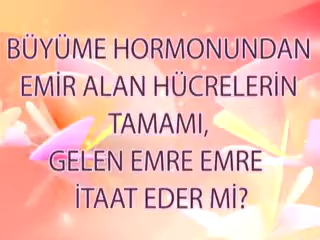 BÜYÜME HORMONUNDAN
EMİR ALAN HÜCRELERİN
TAMAMI,
GELEN EMRE EMRE
İTAAT EDER Mİ?